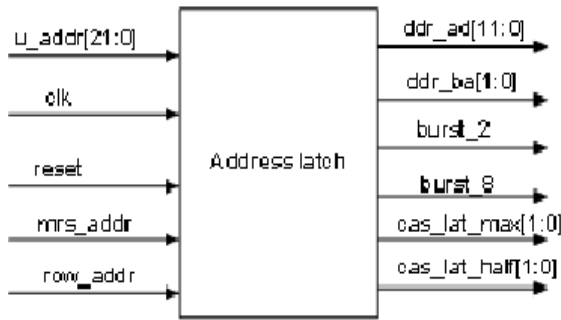 u_addr[21:0]
clk
reset
mrs_addr
row_addr
Address latch
ddr_ad[11:0]
ddr_ba[1:0]
burst_2
burst_8
cas_lat_max[1:0]
cas_lat_half[1:0]